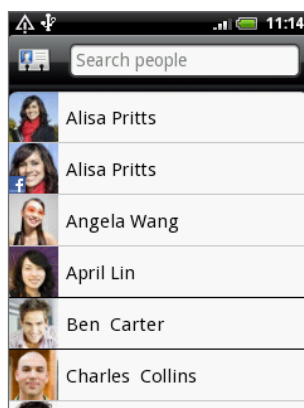 11:14
Search people
Alisa Pritts
Alisa Pritts
f
Angela Wang
April Lin
Ben Carter
Charles Collins